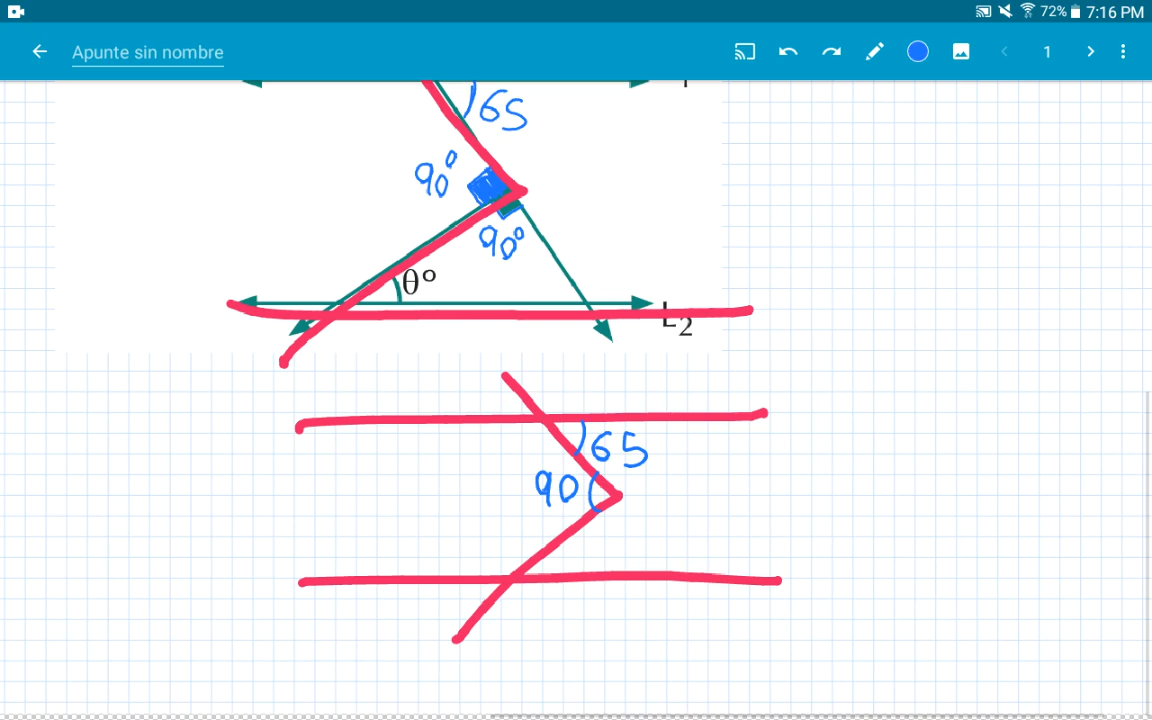 72% 7:16 PM
Apunte sin nombre
1
65
90°
90°
θ°
L2
65
90